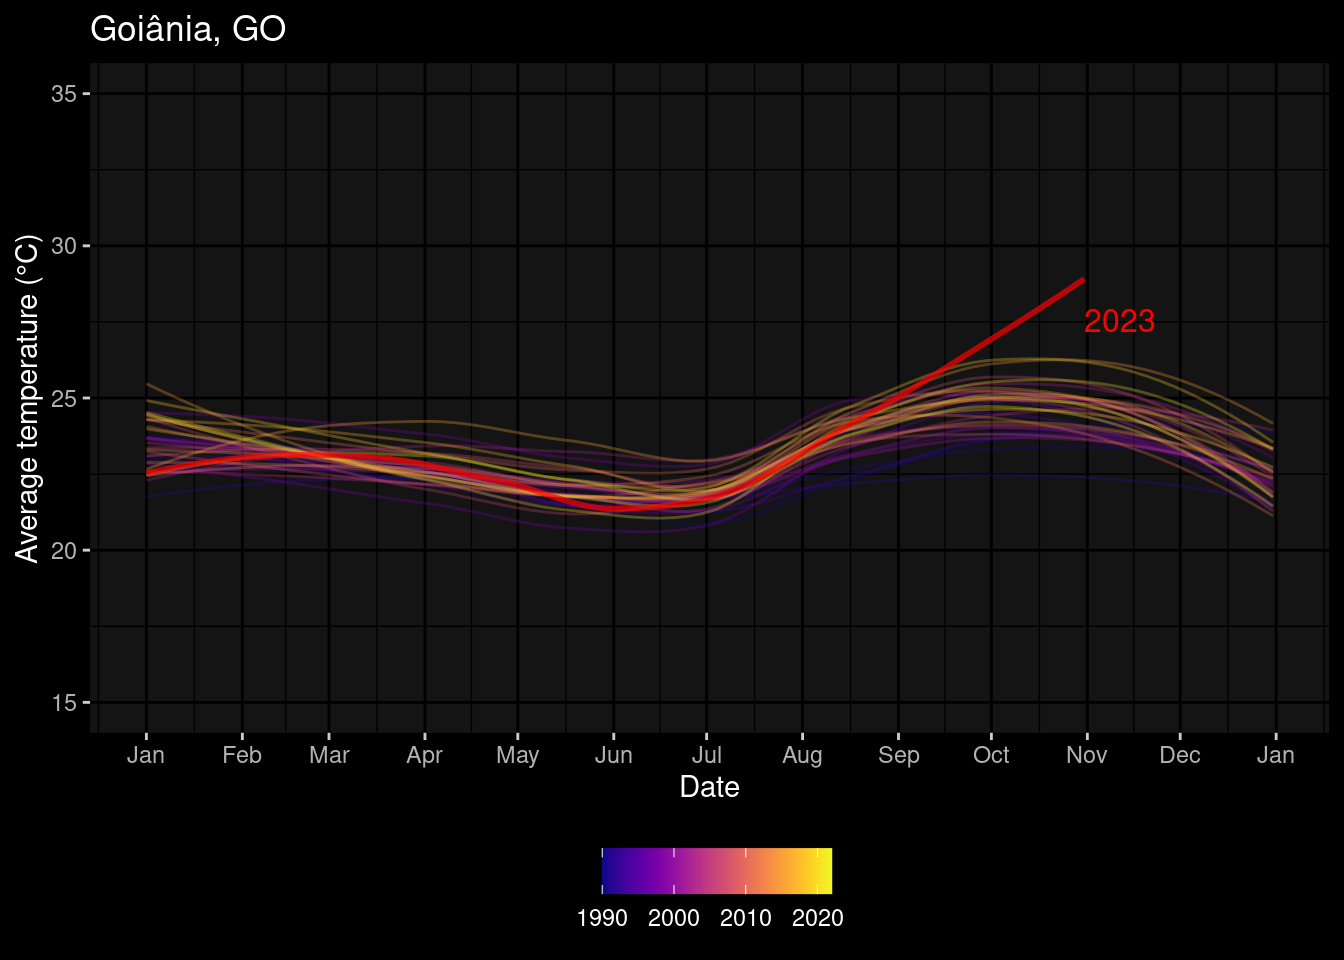 Goiânia, GO
Average temperature (°C)
35
30
25
20
15
2023
Jan Feb Mar Apr May Jun Jul Aug Sep Oct Nov Dec Jan
Date
1990 2000 2010 2020